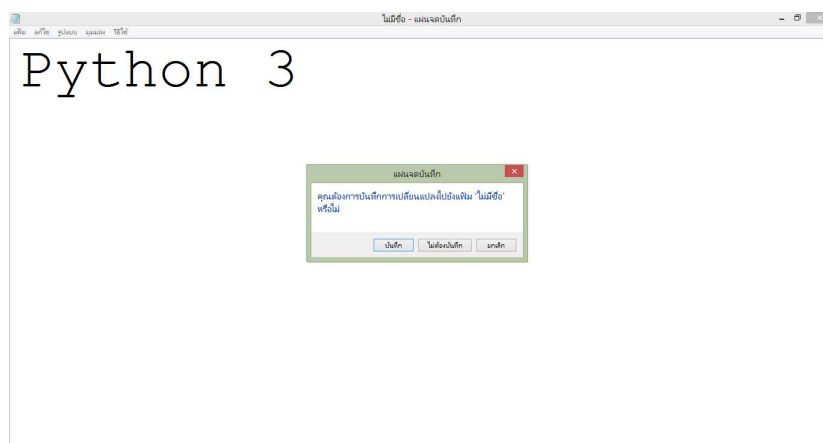 ไม่มีชื่อ - แผ่นจดบันทึก
แฟ้ม แก้ไข รูปแบบ มุมมอง วิธีใช้
Python 3
แผ่นจดบันทึก
คุณต้องการบันทึกการเปลี่ยนแปลงไปยังแฟ้ม 'ไม่มีชื่อ'
หรือไม่
บันทึก ไม่ต้องบันทึก ยกเลิก